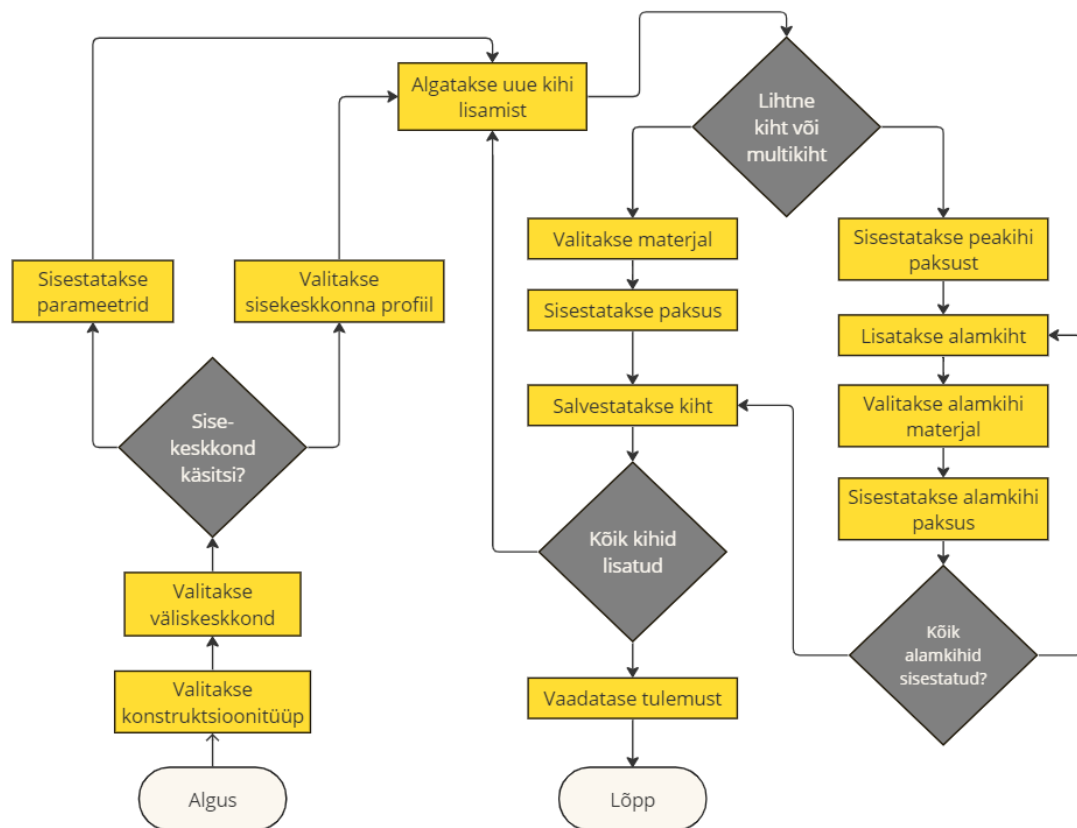 Algatakse uue kihi
lisamist
Lihtne
kiht või
multikiht
Valitakse materjal
Sisestatakse peakihi
paksust
Sisestatakse
parameetrid
Valitakse
sisekeskkonna profiil
Sisestatakse paksus
Lisatakse alamkiht
Salvestatakse kiht
Valitakse alamkihi
materjal
Sise-
keskkond
käsitsi?
Sisestatakse alamkihi
paksus
Kõik kihid
lisatud
Valitakse
väliskeskkond
Kõik
alamkihid
sisestatud?
Valitakse
konstruktsioonitüüp
Vaadatase tulemust
Algus
Lõpp